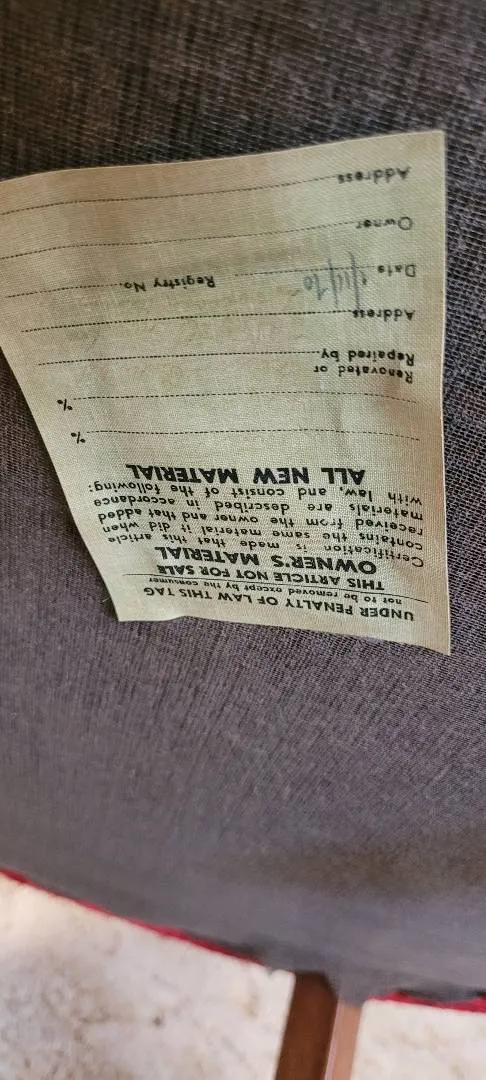 UNDER PENALTY OF LAW THIS TAG
not to be removed except by the consumer
THIS ARTICLE NOT FOR SALE
OWNER'S MATERIAL
Certification is made that this article
contains the same material it did when
received from the owner and that added
materials are described in accordance
with law, and consist of the following:
ALL NEW MATERIAL
%
%
Renovated or
Repaired by
Address
Date Registry No.
Owner
Address